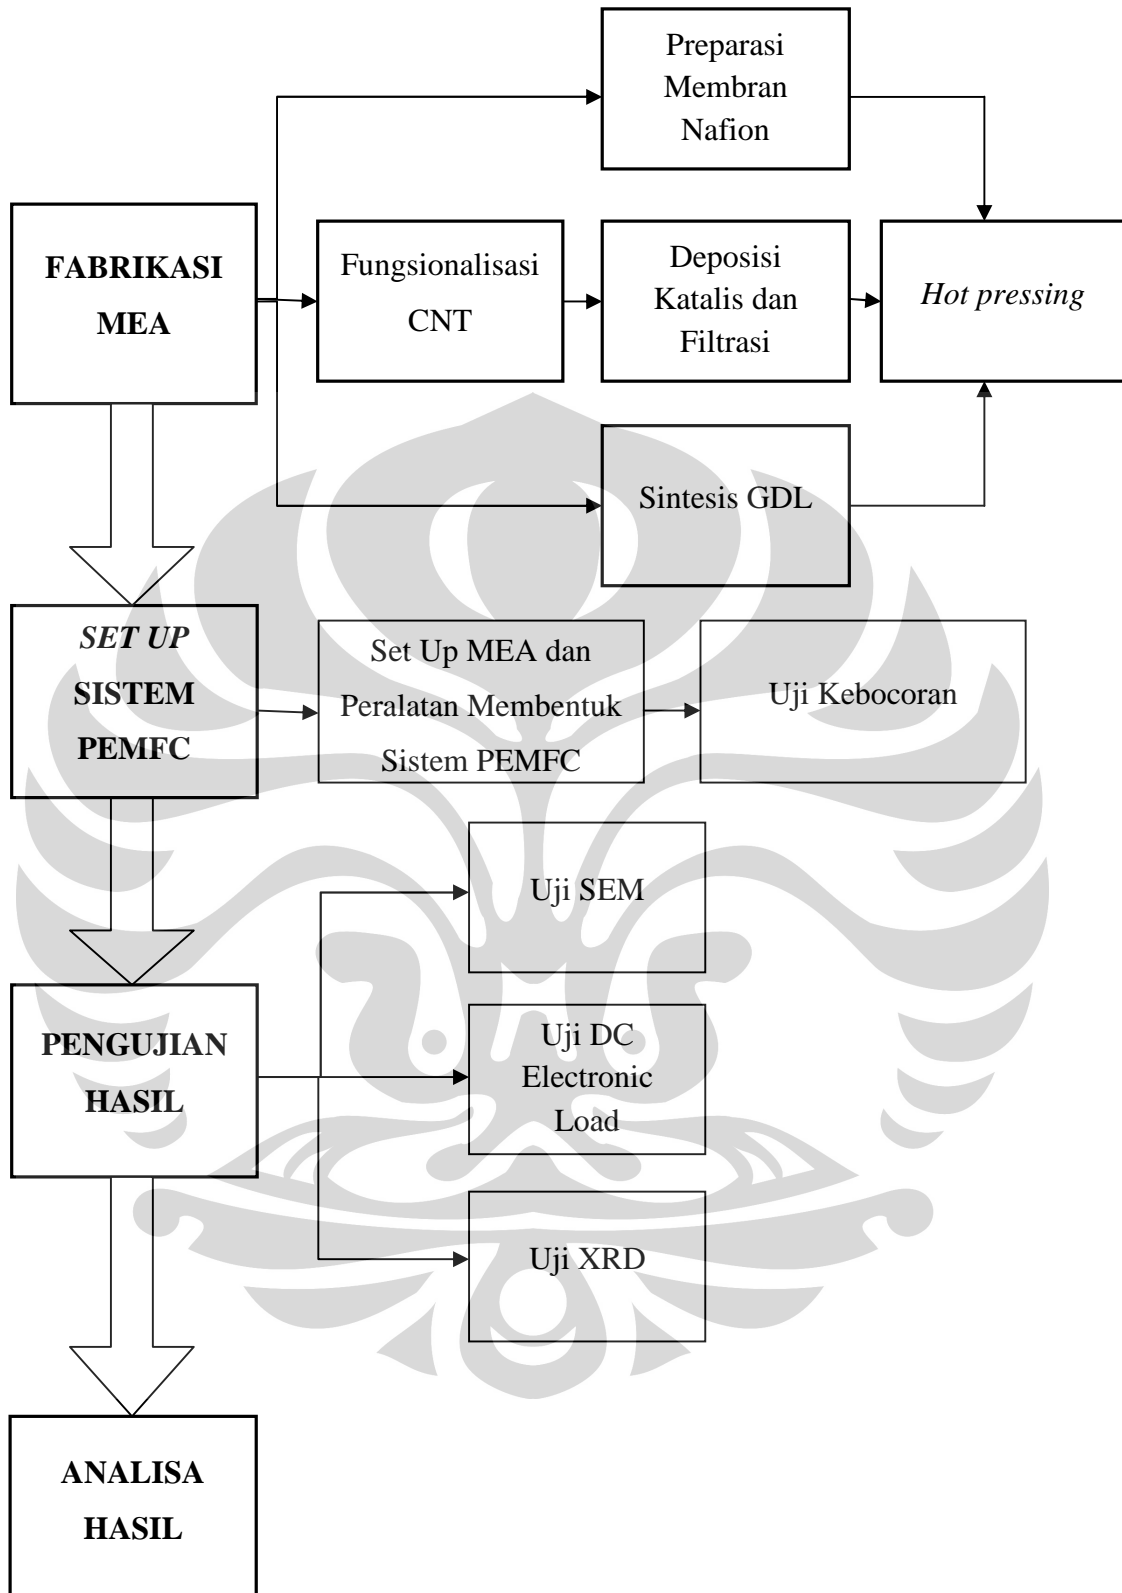 Preparasi
Membran
Nafion
FABRIKASI
MEA
Fungsionalisasi
CNT
Deposisi
Katalis dan
Filtrasi
Hot pressing
Sintesis GDL
SET UP
SISTEM
PEMFC
Set Up MEA dan
Peralatan Membentuk
Sistem PEMFC
Uji Kebocoran
Uji SEM
PENGUJIAN
HASIL
Uji DC
Electronic
Load
Uji XRD
ANALISA
HASIL